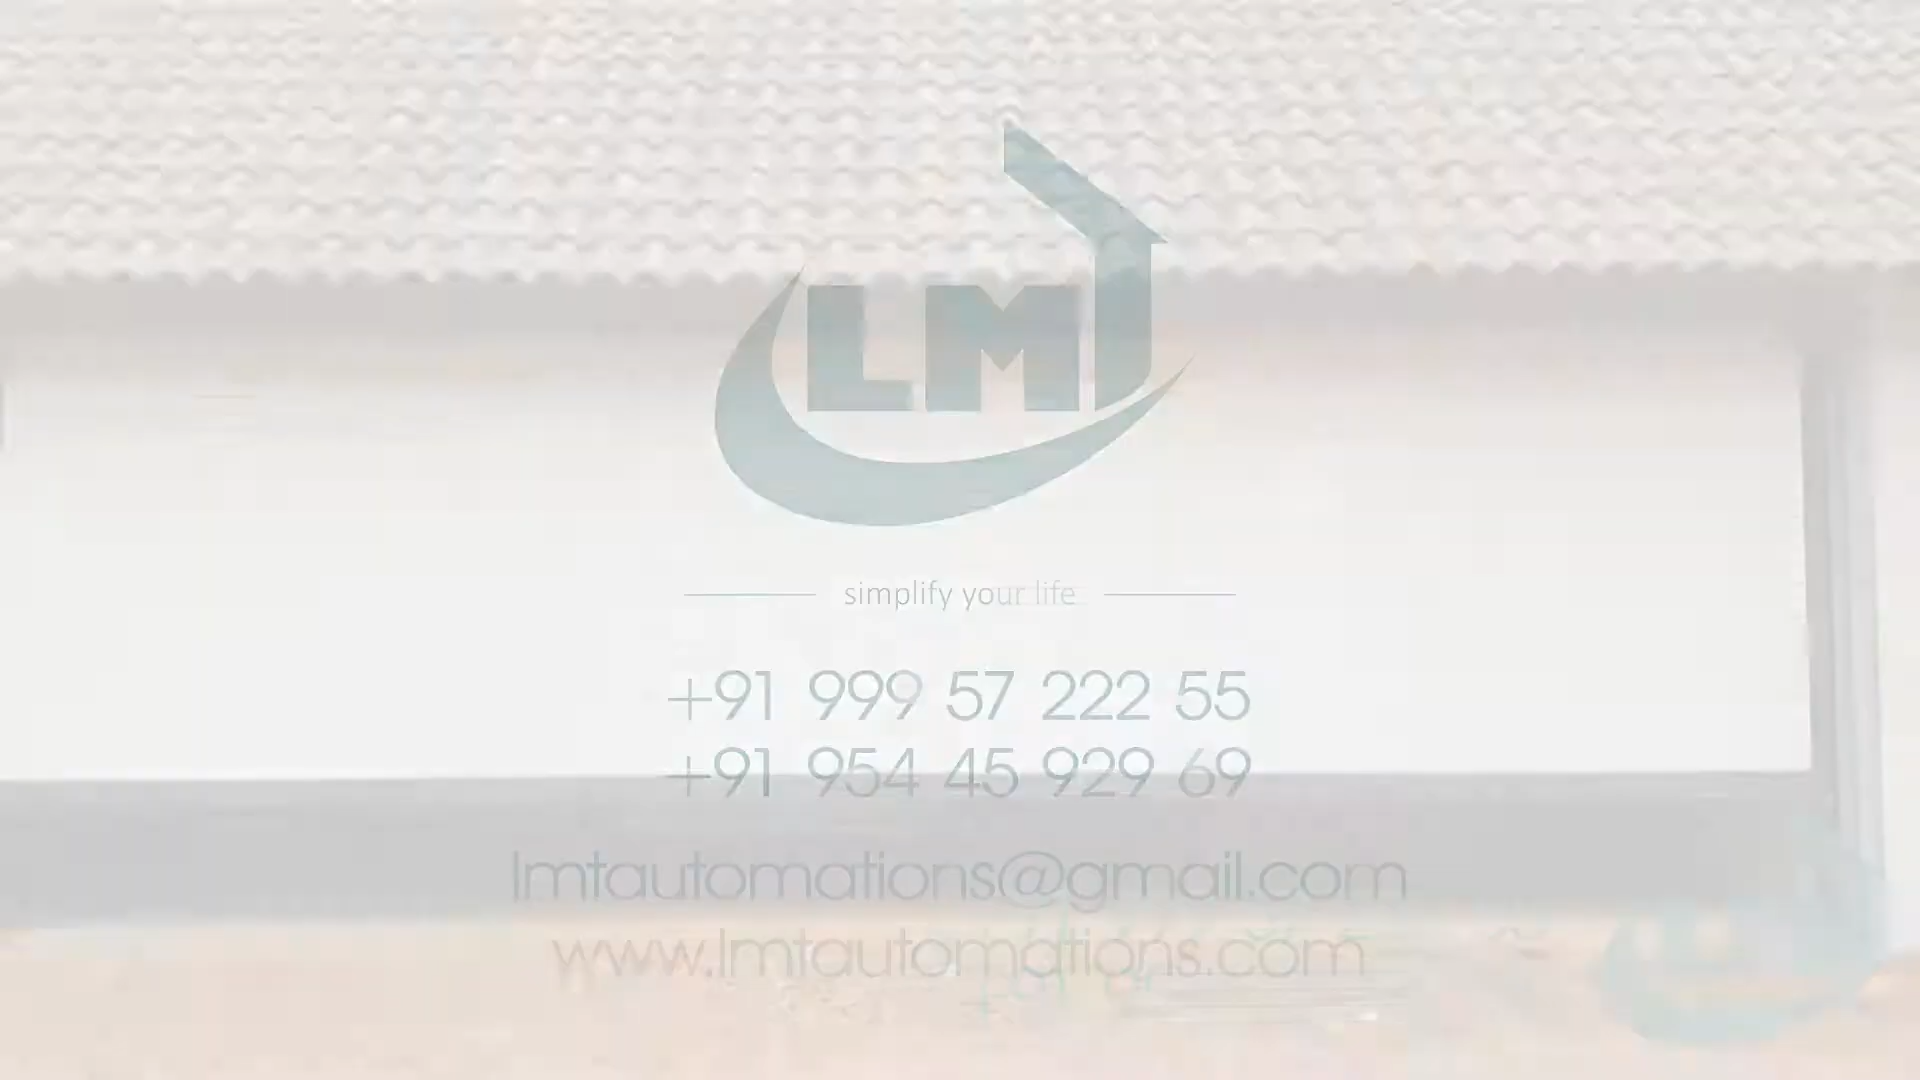 LMT
simplify your life
+91 999 57 222 55
+91 954 45 929 69
lmtautomations@gmail.com
www.lmtautomations.com